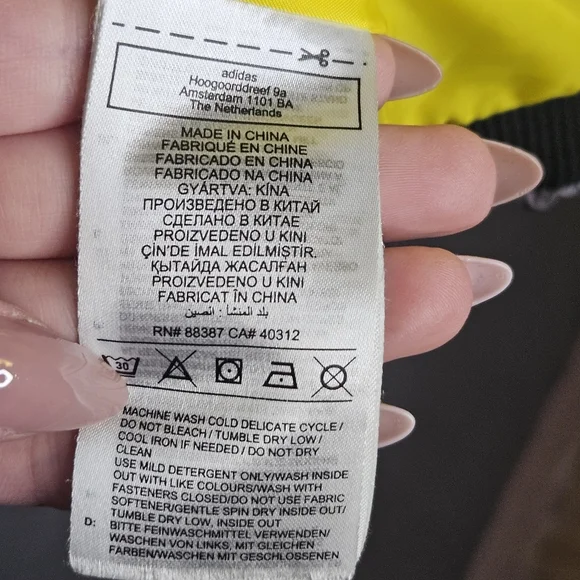 adidas
Hoogoorddreef 9a
Amsterdam 1101 BA
The Netherlands
MADE IN CHINA
FABRIQUÉ EN CHINE
FABRICADO EN CHINA
FABRICADO NA CHINA
GYÁRTVA: KÍNA
ПРОИЗВЕДЕНО В КИТАЙ
СДЕЛАНО В КИТАЕ
PROIZVEDENO U KINI
ÇİN'DE İMAL EDİLMİŞTİR.
ҚЫТАЙДА ЖАСАЛҒАН
PROIZVEDENO U KINI
FABRICAT ÎN CHINA
بلد المنشأ : الصين
RN# 88387 CA# 40312
30
MACHINE WASH COLD DELICATE CYCLE /
DO NOT BLEACH / TUMBLE DRY LOW /
COOL IRON IF NEEDED / DO NOT DRY
CLEAN
USE MILD DETERGENT ONLY/WASH INSIDE
OUT WITH LIKE COLOURS/WASH WITH
FASTENERS CLOSED/DO NOT USE FABRIC
SOFTENER/GENTLE SPIN DRY INSIDE OUT/
TUMBLE DRY LOW, INSIDE OUT
D: BITTE FEINWASCHMITTEL VERWENDEN/
WASCHEN VON LINKS, MIT GLEICHEN
FARBEN/WASCHEN MIT GESCHLOSSENEN